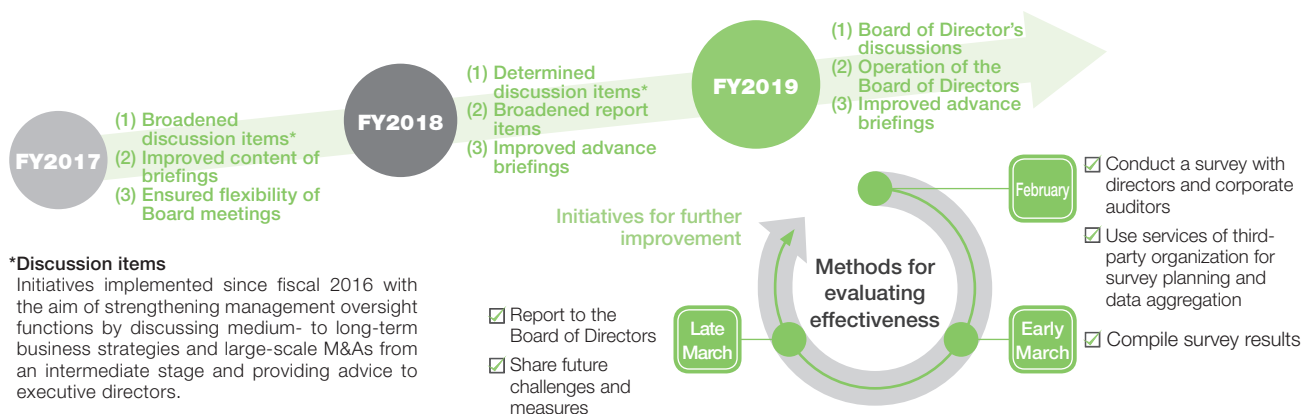 FY2017
(1) Broadened
discussion items*
(2) Improved content of
briefings
(3) Ensured flexibility of
Board meetings
FY2018
(1) Determined
discussion items*
(2) Broadened report
items
(3) Improved advance
briefings
FY2019
(1) Board of Director's
discussions
(2) Operation of the
Board of Directors
(3) Improved advance
briefings
*Discussion items
Initiatives implemented since fiscal 2016 with
the aim of strengthening management oversight
functions by discussing medium- to long-term
business strategies and large-scale M&As from
an intermediate stage and providing advice to
executive directors.
Initiatives for further
improvement
Methods for
evaluating
effectiveness
February
Conduct a survey with
directors and corporate
auditors
Use services of third-
party organization for
survey planning and
data aggregation
Early
March
Compile survey results
Late
March
Report to the
Board of Directors
Share future
challenges and
measures